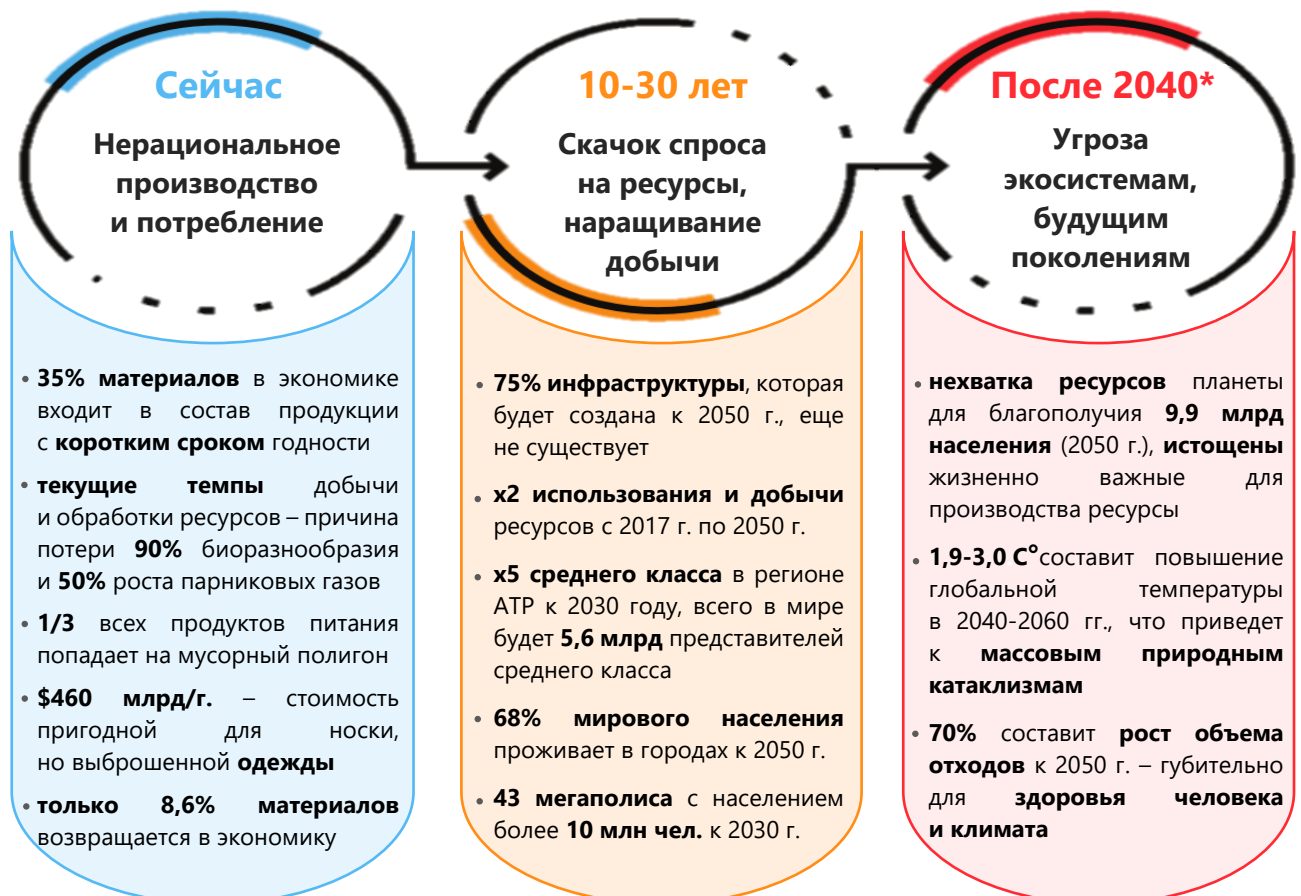 Сейчас
Нерациональное
производство
и потребление
• 35% материалов в экономике
входит в состав продукции
с коротким сроком годности
• текущие темпы добычи
и обработки ресурсов – причина
потери 90% биоразнообразия
и 50% роста парниковых газов
• 1/3 всех продуктов питания
попадает на мусорный полигон
• $460 млрд/г. – стоимость
пригодной для носки,
но выброшенной одежды
• только 8,6% материалов
возвращается в экономику
10-30 лет
Скачок спроса
на ресурсы,
наращивание
добычи
• 75% инфраструктуры, которая
будет создана к 2050 г., еще
не существует
• х2 использования и добычи
ресурсов с 2017 г. по 2050 г.
• х5 среднего класса в регионе
АТР к 2030 году, всего в мире
будет 5,6 млрд представителей
среднего класса
• 68% мирового населения
проживает в городах к 2050 г.
• 43 мегаполиса с населением
более 10 млн чел. к 2030 г.
После 2040*
Угроза
экосистемам,
будущим
поколениям
• нехватка ресурсов планеты
для благополучия 9,9 млрд
населения (2050 г.), истощены
жизненно важные для
производства ресурсы
• 1,9-3,0 С° составит повышение
глобальной температуры
в 2040-2060 гг., что приведет
к массовым природным
катаклизмам
• 70% составит рост объема
отходов к 2050 г. – губительно
для здоровья человека
и климата